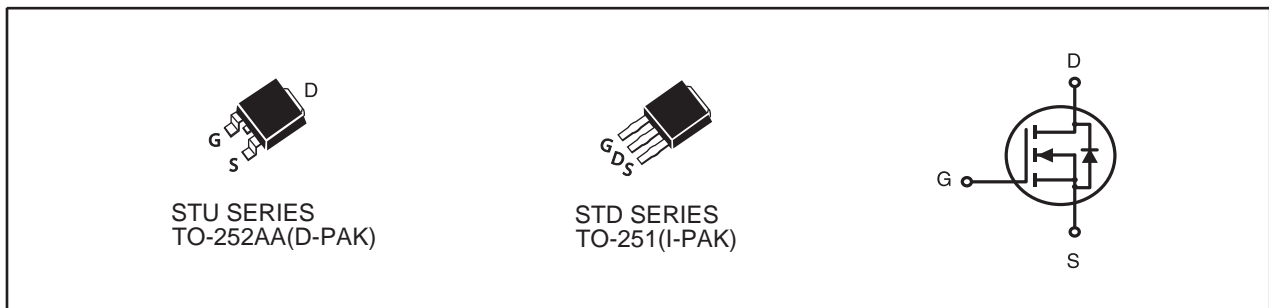 D
G
S
STU SERIES
TO-252AA(D-PAK)
G
D
S
STD SERIES
TO-251(I-PAK)
D
G
S